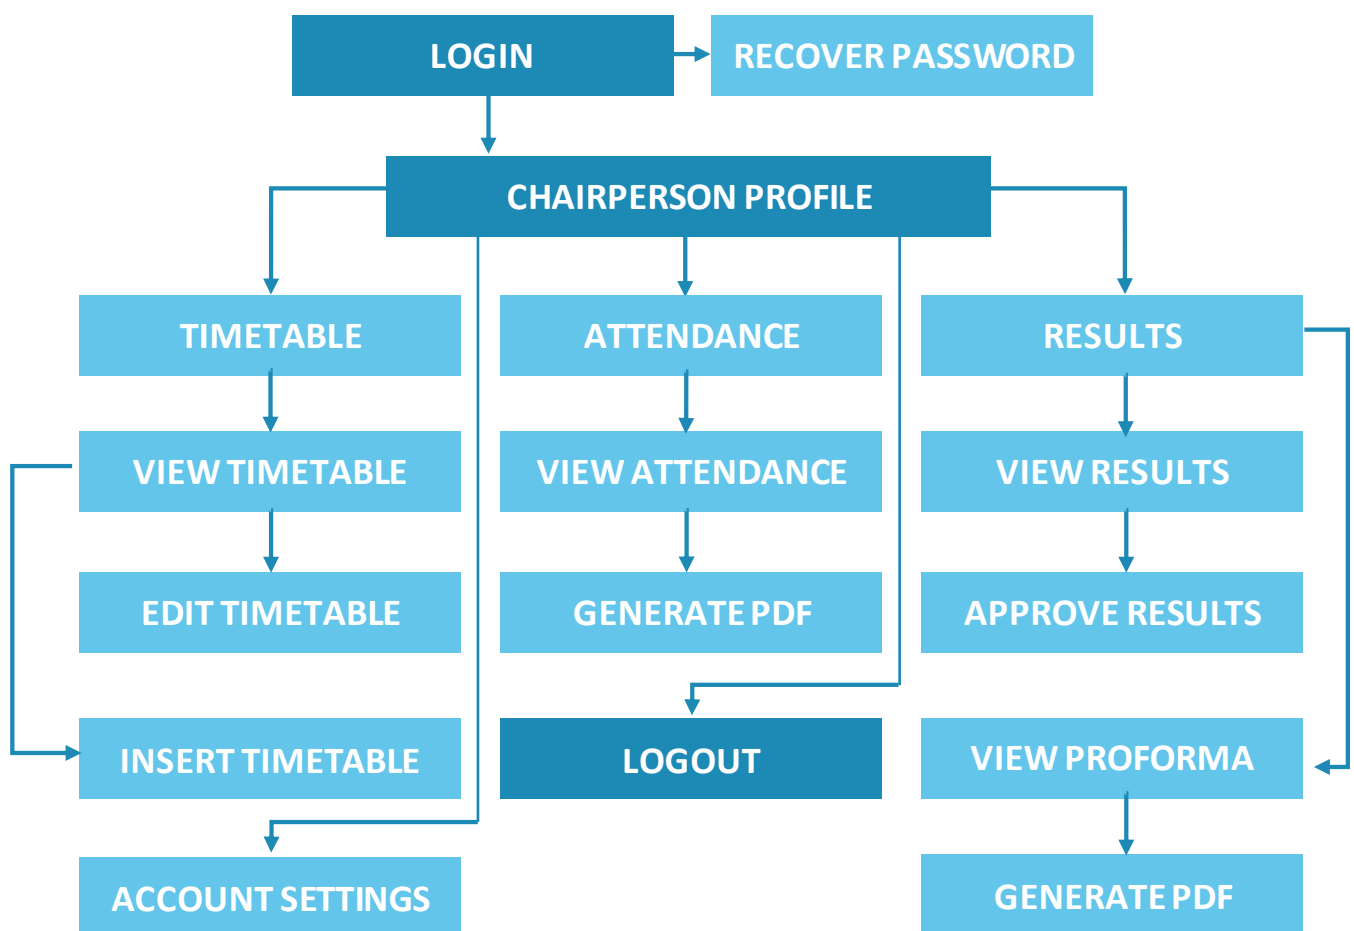 LOGIN
RECOVER PASSWORD
CHAIRPERSON PROFILE
TIMETABLE
ATTENDANCE
RESULTS
VIEW TIMETABLE
VIEW ATTENDANCE
VIEW RESULTS
EDIT TIMETABLE
GENERATE PDF
APPROVE RESULTS
INSERT TIMETABLE
LOGOUT
VIEW PROFORMA
ACCOUNT SETTINGS
GENERATE PDF